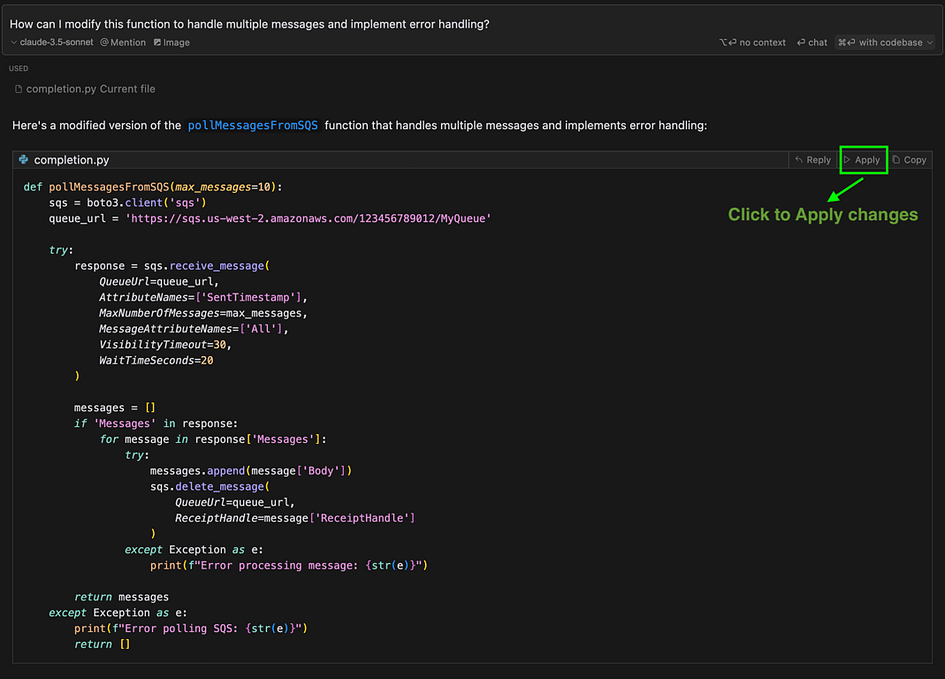 How can I modify this function to handle multiple messages and implement error handling?
claude-3.5-sonnet @ Mention Image ⌥⏎ no context ⏎ chat ⌘⏎ with codebase
USED
completion.py Current file
Here's a modified version of the pollMessagesFromSQS function that handles multiple messages and implements error handling:
completion.py Reply Apply Copy
Click to Apply changes
def pollMessagesFromSQS(max_messages=10):
    sqs = boto3.client('sqs')
    queue_url = 'https://sqs.us-west-2.amazonaws.com/123456789012/MyQueue'
    try:
        response = sqs.receive_message(
            QueueUrl=queue_url,
            AttributeNames=['SentTimestamp'],
            MaxNumberOfMessages=max_messages,
            MessageAttributeNames=['All'],
            VisibilityTimeout=30,
            WaitTimeSeconds=20
        )
        messages = []
        if 'Messages' in response:
            for message in response['Messages']:
                try:
                    messages.append(message['Body'])
                    sqs.delete_message(
                        QueueUrl=queue_url,
                        ReceiptHandle=message['ReceiptHandle']
                    )
                except Exception as e:
                    print(f"Error processing message: {str(e)}")
        return messages
    except Exception as e:
        print(f"Error polling SQS: {str(e)}")
        return []